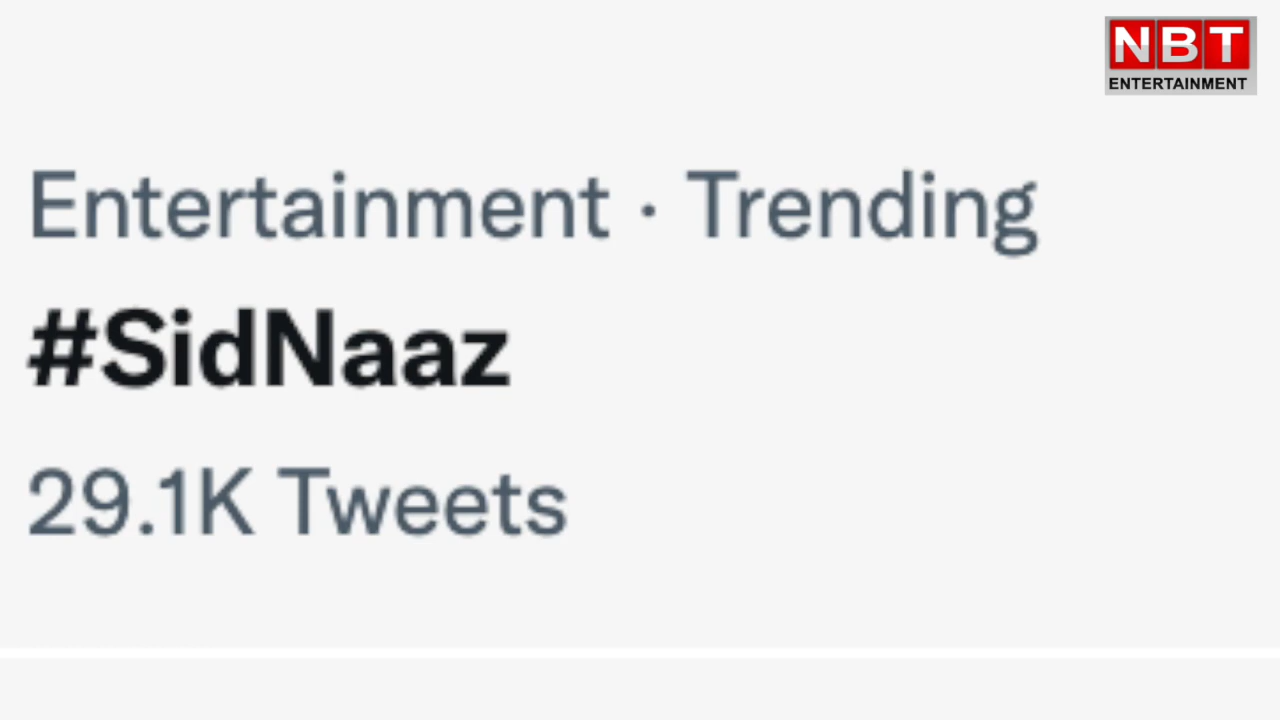 NBT
ENTERTAINMENT
Entertainment · Trending
#SidNaaz
29.1K Tweets